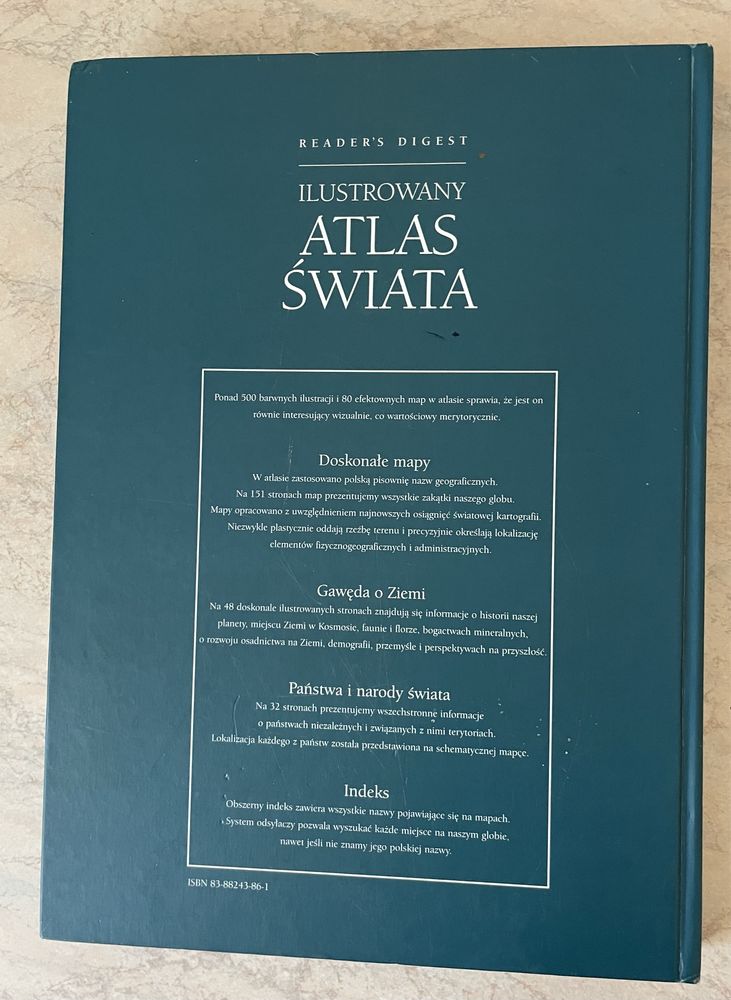 READER'S DIGEST
ILUSTROWANY
ATLAS
ŚWIATA
Ponad 500 barwnych ilustracji i 80 efektownych map w atlasie sprawia, że jest on
równie interesujący wizualnie, co wartościowy merytorycznie.
Doskonałe mapy
W atlasie zastosowano polską pisownię nazw geograficznych.
Na 151 stronach map prezentujemy wszystkie zakątki naszego globu.
Mapy opracowano z uwzględnieniem najnowszych osiągnięć światowej kartografii.
Niezwykle plastycznie oddają rzeźbę terenu i precyzyjnie określają lokalizację
elementów fizycznogeograficznych i administracyjnych.
Gawęda o Ziemi
Na 48 doskonale ilustrowanych stronach znajdują się informacje o historii naszej
planety, miejscu Ziemi w Kosmosie, faunie i florze, bogactwach mineralnych,
o rozwoju osadnictwa na Ziemi, demografii, przemyśle i perspektywach na przyszłość.
Państwa i narody świata
Na 32 stronach prezentujemy wszechstronne informacje
o państwach niezależnych i związanych z nimi terytoriach.
Lokalizacja każdego z państw została przedstawiona na schematycznej mapce.
Indeks
Obszerny indeks zawiera wszystkie nazwy pojawiające się na mapach.
System odsyłaczy pozwala wyszukać każde miejsce na naszym globie,
nawet jeśli nie znamy jego polskiej nazwy.
ISBN 83-88243-86-1